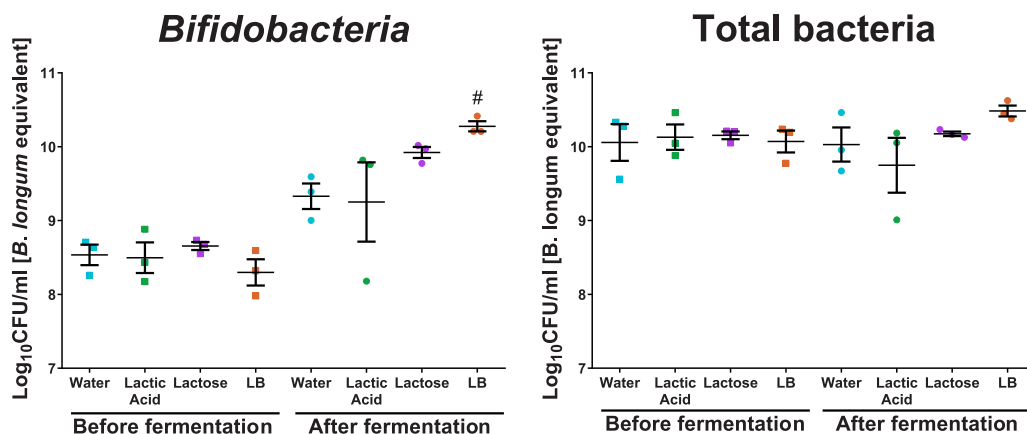 Bifidobacteria
Log10CFU/ml [B. longum equivalent]
11
10
9
8
7
#
Water
Lactic
Acid
Lactose
LB
Water
Lactic
Acid
Lactose
LB
Before fermentation
After fermentation
Total bacteria
Log10CFU/ml [B. longum equivalent]
11
10
9
8
7
Water
Lactic
Acid
Lactose
LB
Water
Lactic
Acid
Lactose
LB
Before fermentation
After fermentation